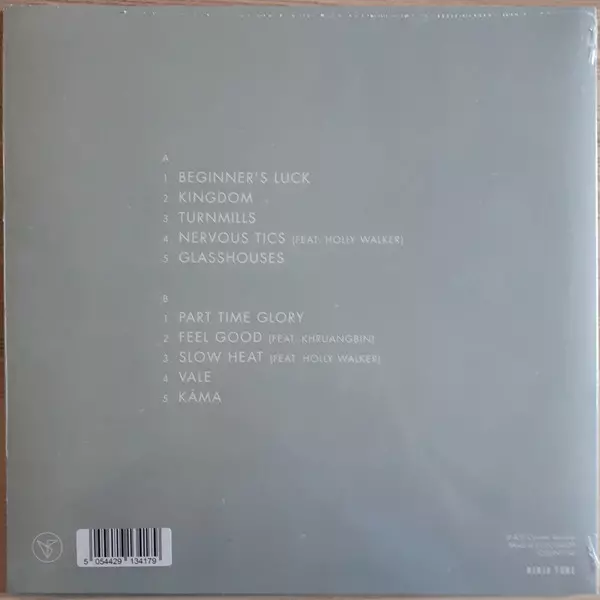 A
1 BEGINNER'S LUCK
2 KINGDOM
3 TURNMILLS
4 NERVOUS TICS (FEAT. HOLLY WALKER)
5 GLASSHOUSES
B
1 PART TIME GLORY
2 FEEL GOOD (FEAT. KHRUANGBIN)
3 SLOW HEAT (FEAT. HOLLY WALKER)
4 VALE
5 KÁMA
5 054429 134179
NINJA TUNE